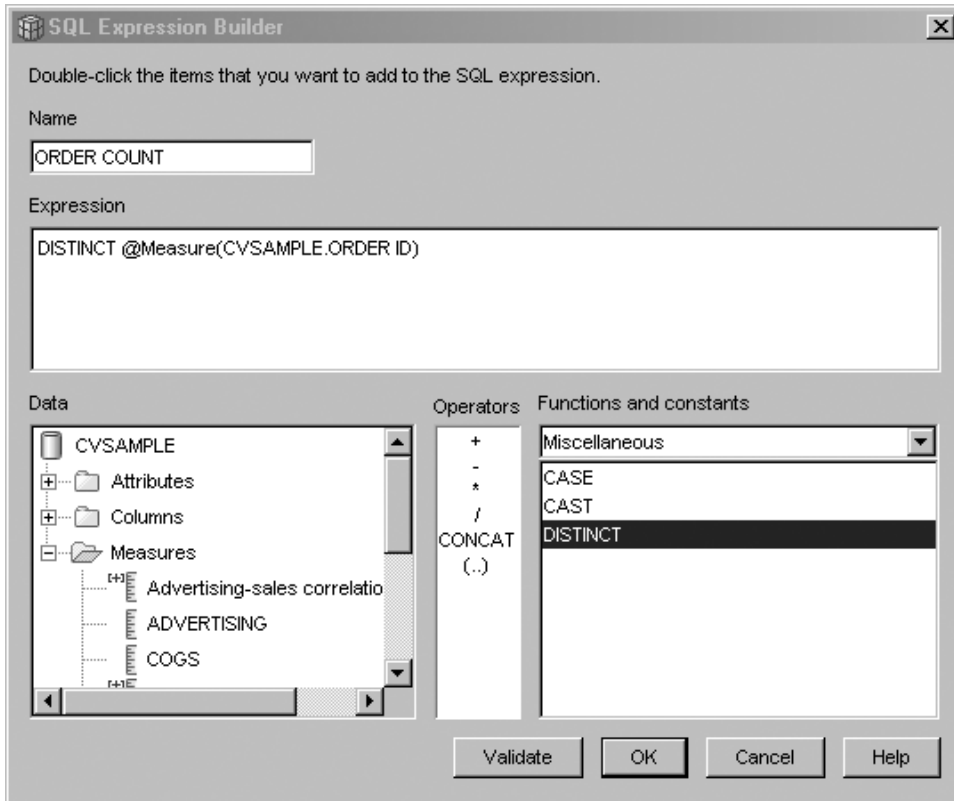 SQL Expression Builder
Double-click the items that you want to add to the SQL expression.
Name
ORDER COUNT
Expression
DISTINCT @Measure(CVSAMPLE.ORDER ID)
Data
CVSAMPLE
Attributes
Columns
Measures
Advertising-sales correlatio
ADVERTISING
COGS
Operators
+
-
*
/
CONCAT
(..)
Functions and constants
Miscellaneous
CASE
CAST
DISTINCT
Validate
OK
Cancel
Help